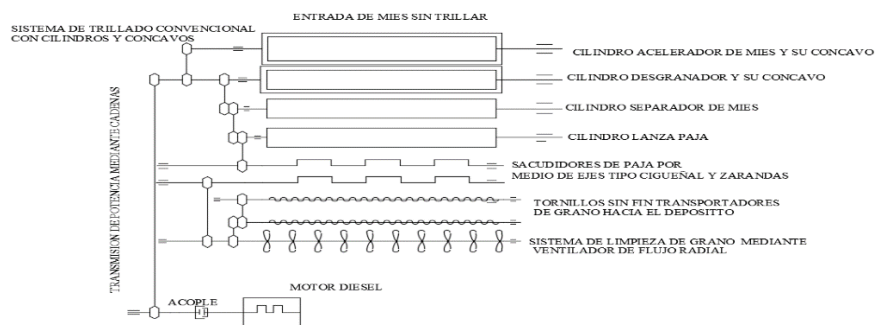 ENTRADA DE MIES SIN TRILLAR
SISTEMA DE TRILLADO CONVENCIONAL
CON CILINDROS Y CONCAVOS
CILINDRO ACELERADOR DE MIES Y SU CONCAVO
CILINDRO DESGRANADOR Y SU CONCAVO
CILINDRO SEPARADOR DE MIES
CILINDRO LANZA PAJA
SACUDIDORES DE PAJA POR
MEDIO DE EJES TIPO CIGUEÑAL Y ZARANDAS
TORNILLOS SIN FIN TRANSPORTADORES
DE GRANO HACIA EL DEPOSITTO
SISTEMA DE LIMPIEZA DE GRANO MEDIANTE
VENTILADOR DE FLUJO RADIAL
TRANSMISION DE POTENCIA MEDIANTE CADENAS
MOTOR DIESEL
ACOPLE